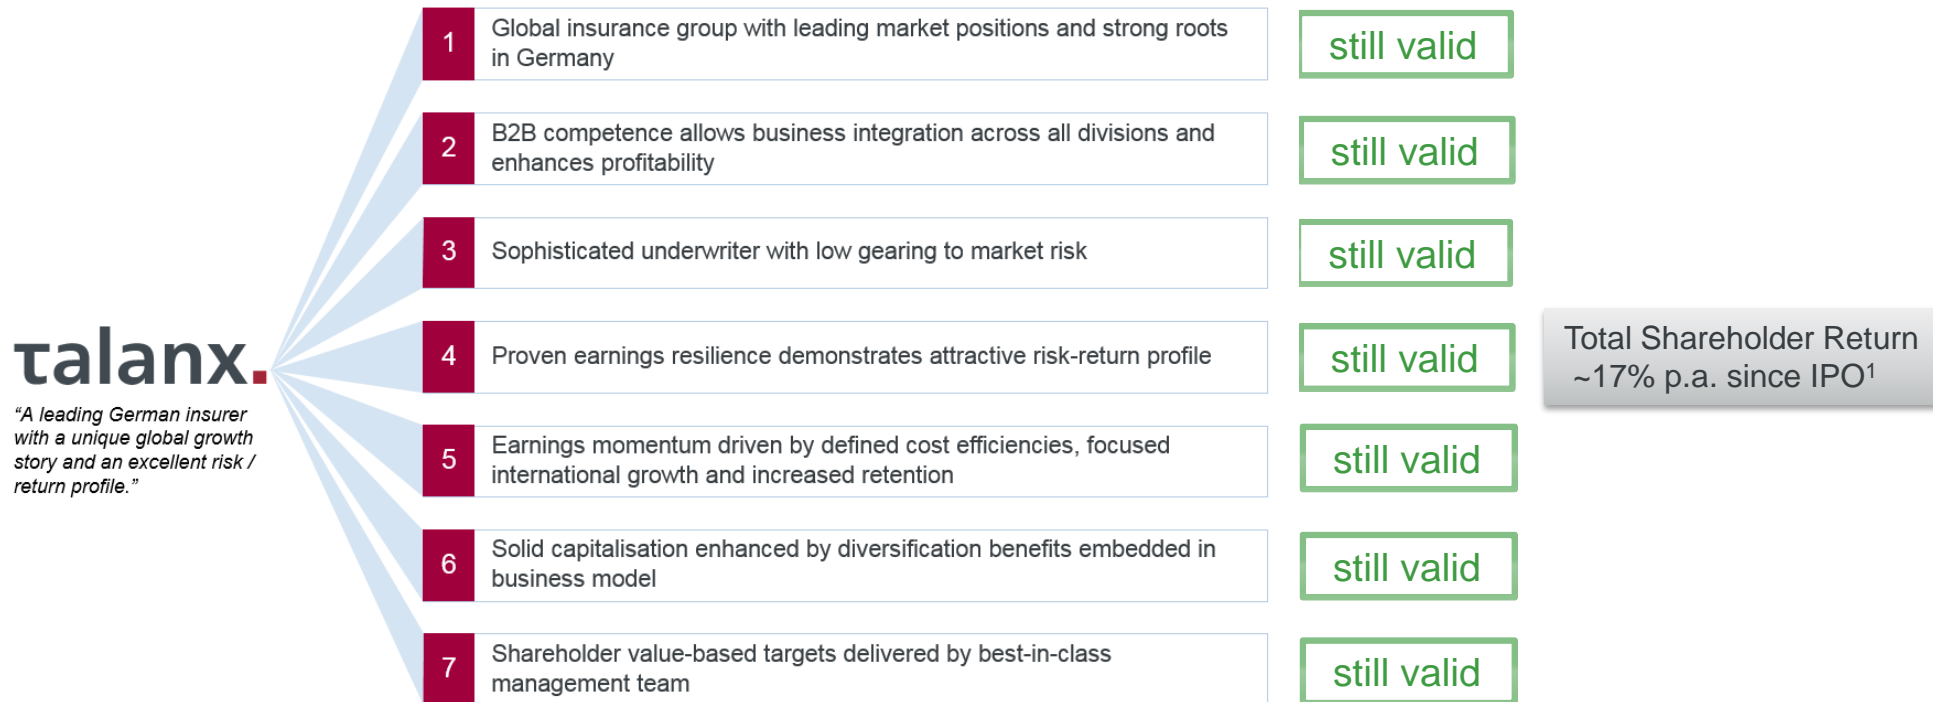 1
Global insurance group with leading market positions and strong roots
in Germany
still valid
2
B2B competence allows business integration across all divisions and
enhances profitability
still valid
3
Sophisticated underwriter with low gearing to market risk
still valid
τalanx.
“A leading German insurer
with a unique global growth
story and an excellent risk /
return profile.”
4
Proven earnings resilience demonstrates attractive risk-return profile
still valid
Total Shareholder Return
~17% p.a. since IPO¹
5
Earnings momentum driven by defined cost efficiencies, focused
international growth and increased retention
still valid
6
Solid capitalisation enhanced by diversification benefits embedded in
business model
still valid
7
Shareholder value-based targets delivered by best-in-class
management team
still valid